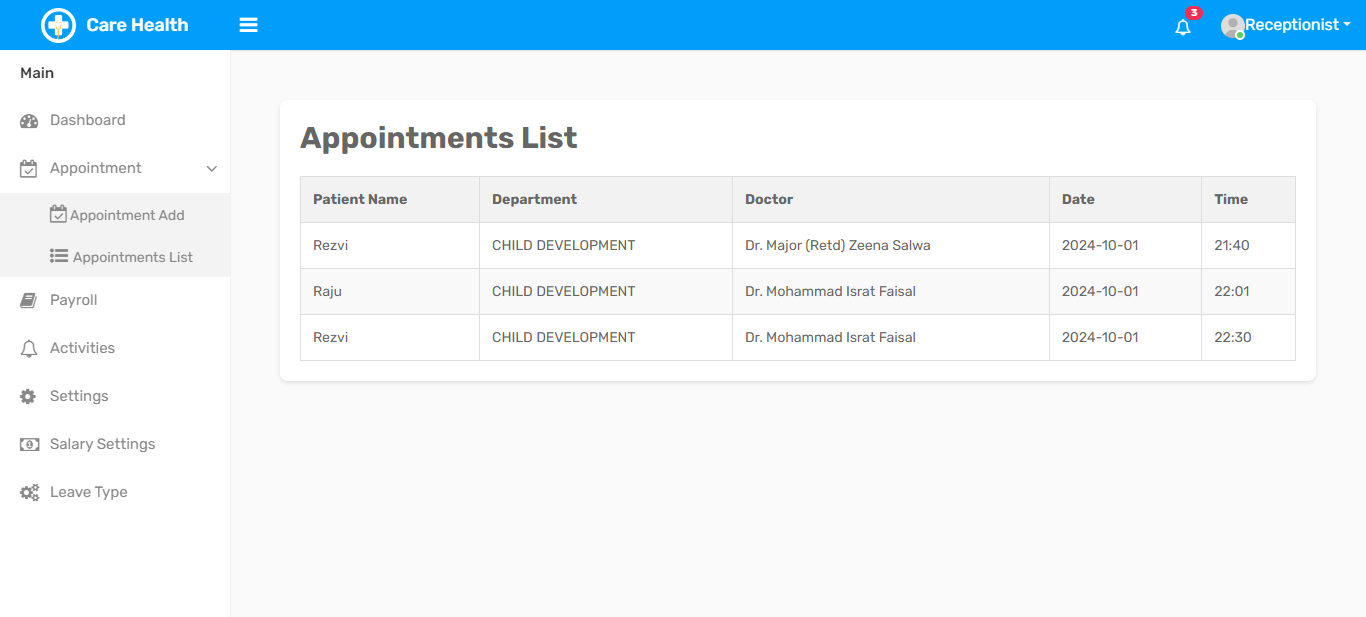 Care Health
3
Receptionist
Main
Dashboard
Appointment
Appointment Add
Appointments List
Payroll
Activities
Settings
Salary Settings
Leave Type
Appointments List
Patient Name Department Doctor Date Time
Rezvi CHILD DEVELOPMENT Dr. Major (Retd) Zeena Salwa 2024-10-01 21:40
Raju CHILD DEVELOPMENT Dr. Mohammad Israt Faisal 2024-10-01 22:01
Rezvi CHILD DEVELOPMENT Dr. Mohammad Israt Faisal 2024-10-01 22:30